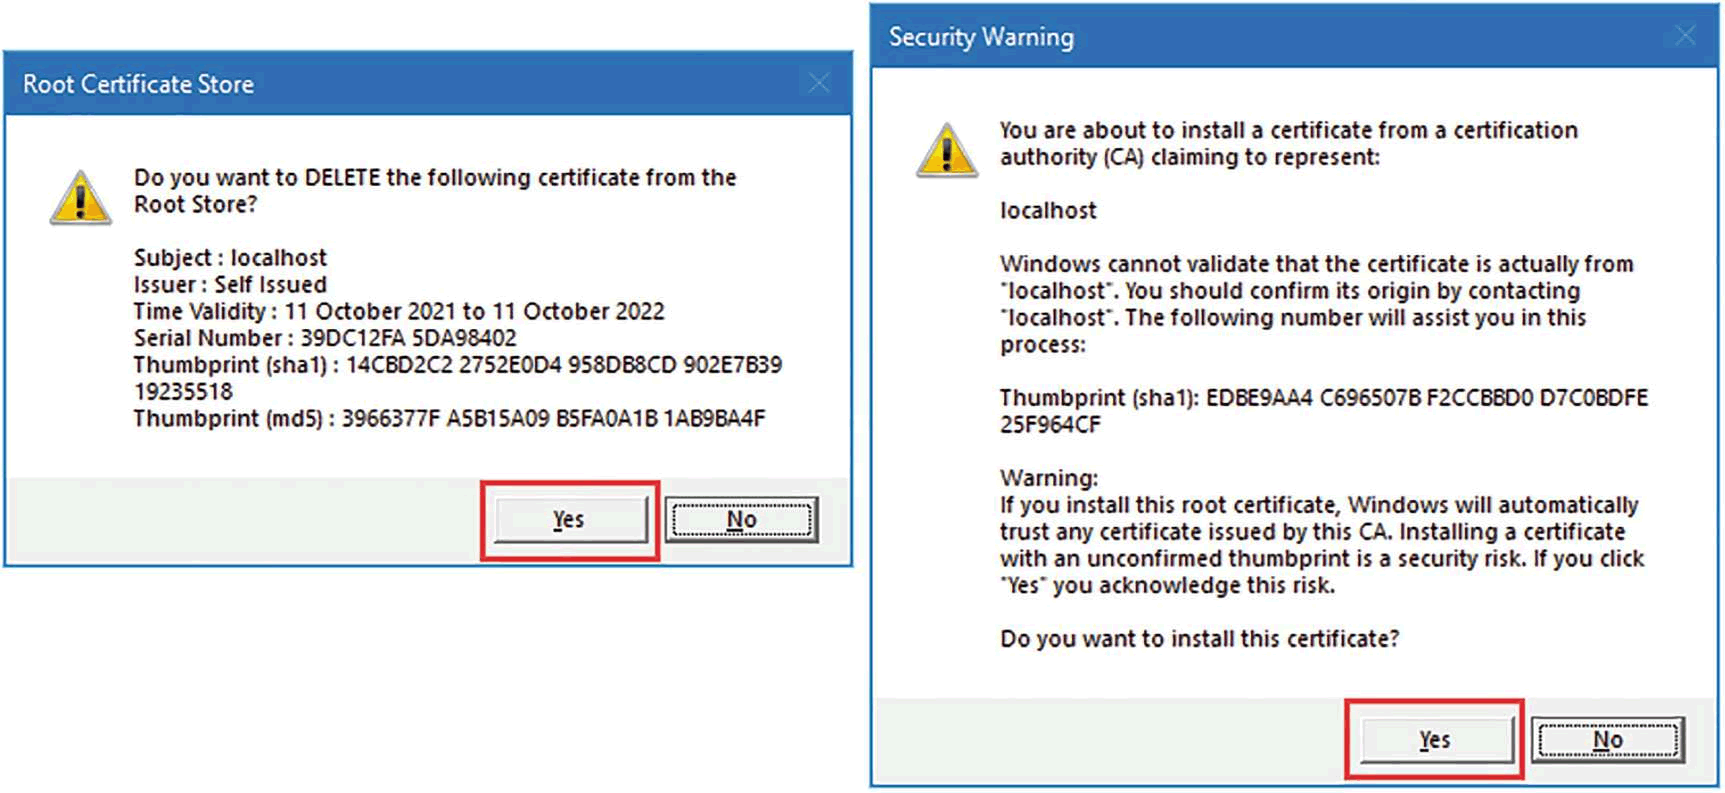 Root Certificate Store
Do you want to DELETE the following certificate from the
Root Store?
Subject : localhost
Issuer : Self Issued
Time Validity : 11 October 2021 to 11 October 2022
Serial Number : 39DC12FA 5DA98402
Thumbprint (sha1) : 14CBD2C2 2752E0D4 958DB8CD 902E7B39
19235518
Thumbprint (md5) : 3966377F A5B15A09 B5FA0A1B 1AB9BA4F
Yes
No
Security Warning
You are about to install a certificate from a certification
authority (CA) claiming to represent:
localhost
Windows cannot validate that the certificate is actually from
"localhost". You should confirm its origin by contacting
"localhost". The following number will assist you in this
process:
Thumbprint (sha1): EDBE9AA4 C696507B F2CCBBD0 D7C0BDFE
25F964CF
Warning:
If you install this root certificate, Windows will automatically
trust any certificate issued by this CA. Installing a certificate
with an unconfirmed thumbprint is a security risk. If you click
"Yes" you acknowledge this risk.
Do you want to install this certificate?
Yes
No